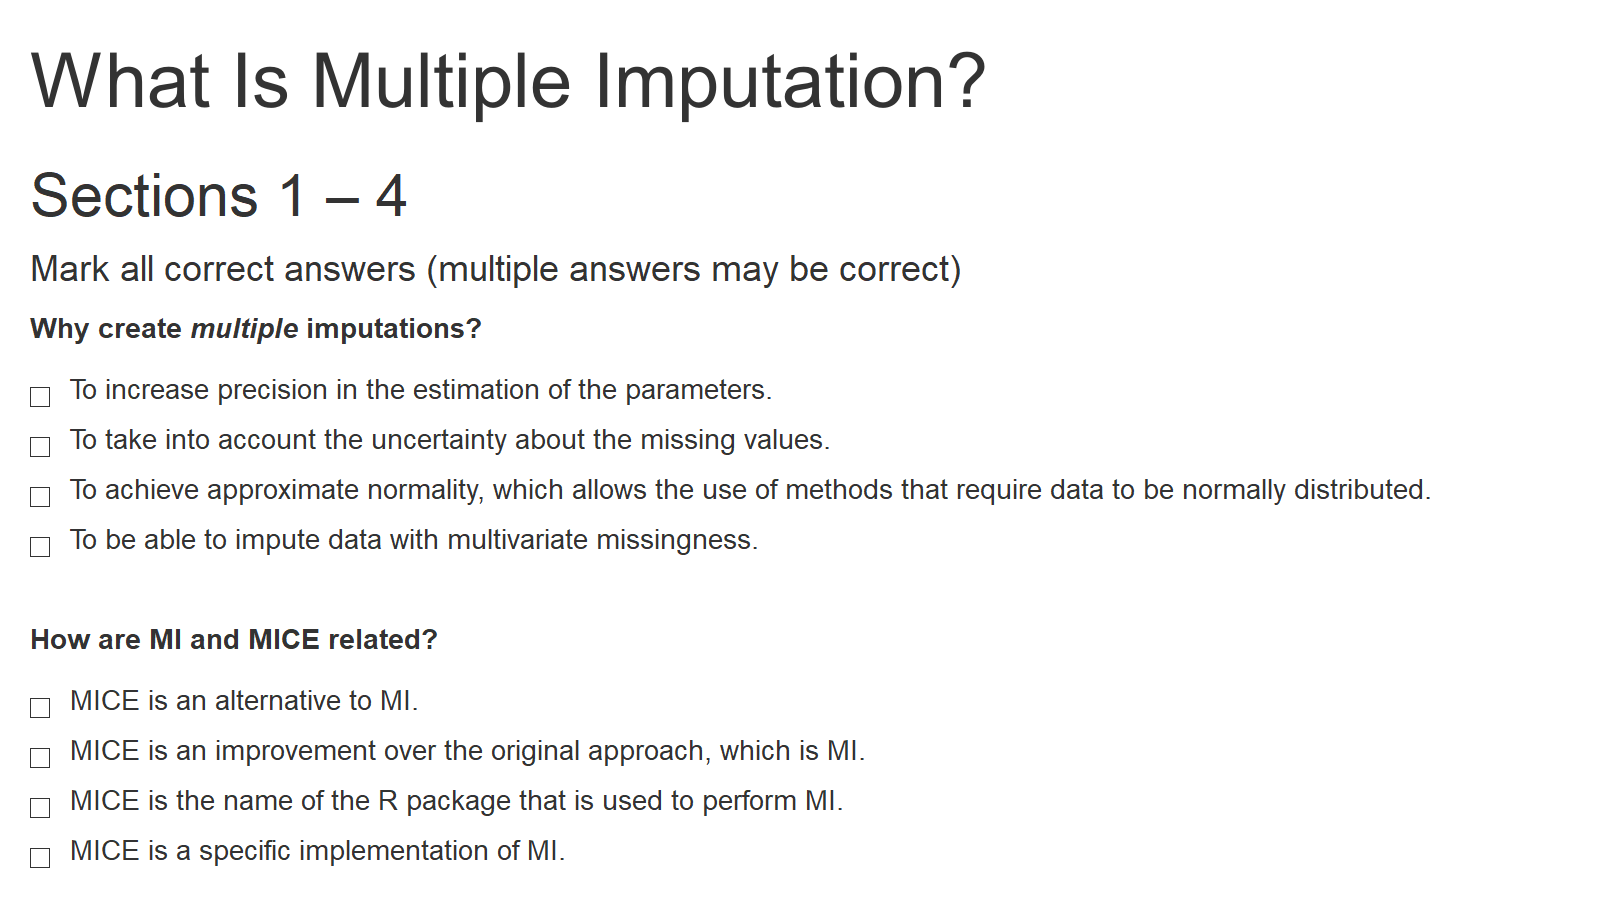 What Is Multiple Imputation?
Sections 1 – 4
Mark all correct answers (multiple answers may be correct)
Why create multiple imputations?
To increase precision in the estimation of the parameters.
To take into account the uncertainty about the missing values.
To achieve approximate normality, which allows the use of methods that require data to be normally distributed.
To be able to impute data with multivariate missingness.
How are MI and MICE related?
MICE is an alternative to MI.
MICE is an improvement over the original approach, which is MI.
MICE is the name of the R package that is used to perform MI.
MICE is a specific implementation of MI.